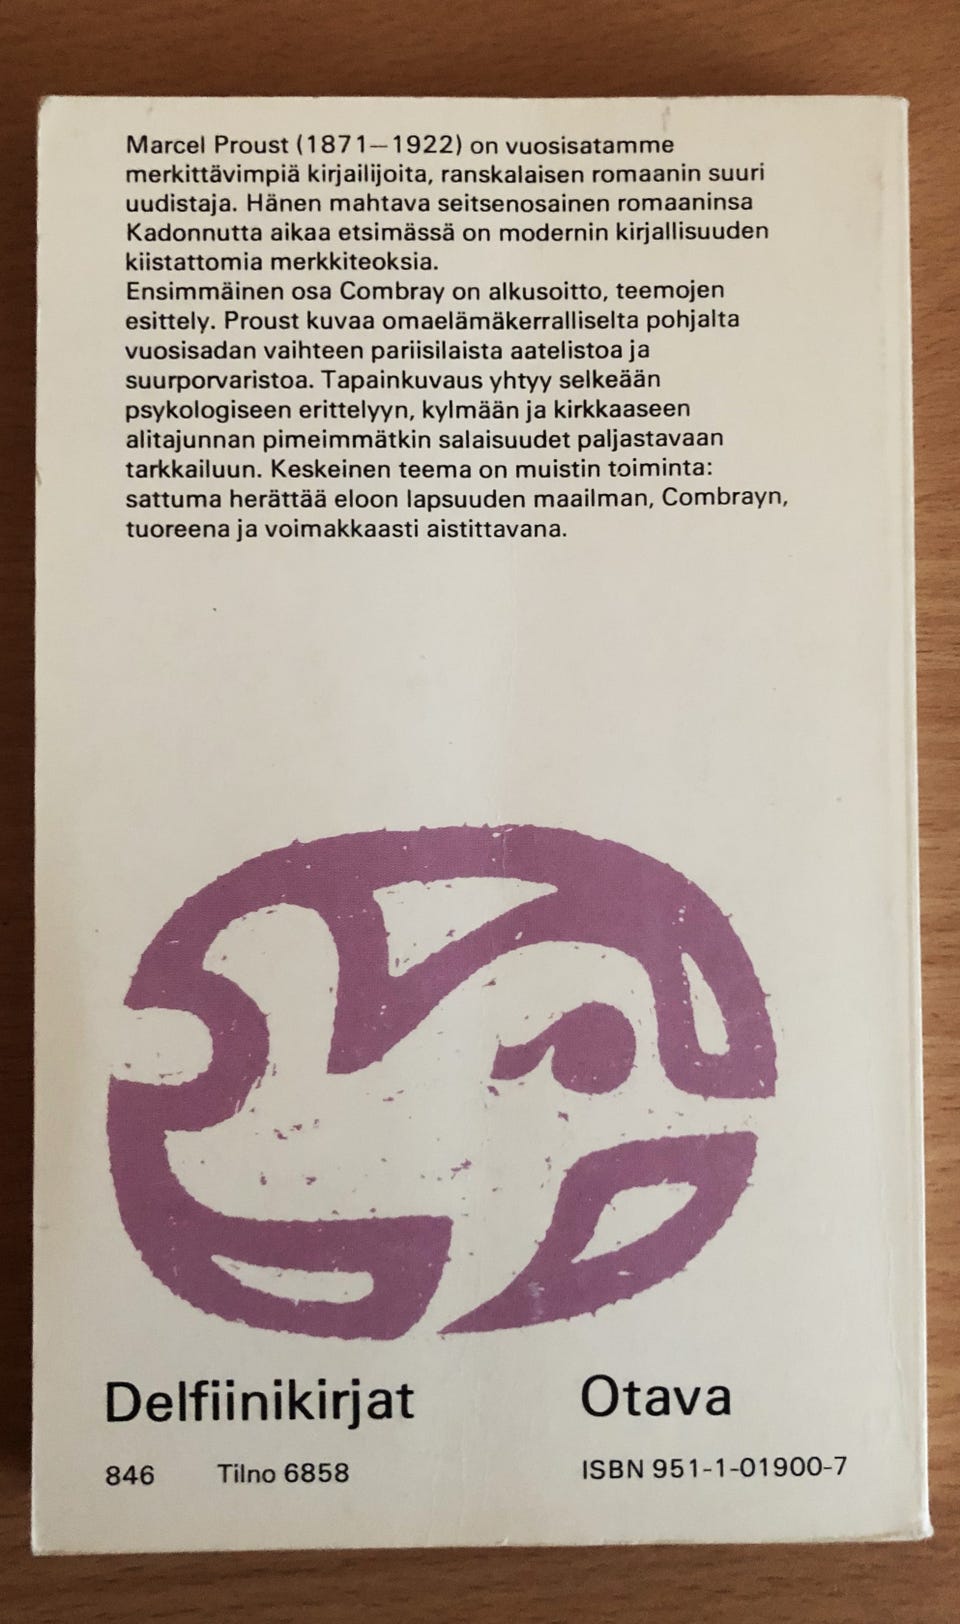 Marcel Proust (1871—1922) on vuosisatamme
merkittävimpiä kirjailijoita, ranskalaisen romaanin suuri
uudistaja. Hänen mahtava seitsenosainen romaaninsa
Kadonnutta aikaa etsimässä on modernin kirjallisuuden
kiistattomia merkkiteoksia.
Ensimmäinen osa Combray on alkusoitto, teemojen
esittely. Proust kuvaa omaelämäkerralliselta pohjalta
vuosisadan vaihteen pariisilaista aatelistoa ja
suurporvaristoa. Tapainkuvaus yhtyy selkeään
psykologiseen erittelyyn, kylmään ja kirkkaaseen
alitajunnan pimeimmätkin salaisuudet paljastavaan
tarkkailuun. Keskeinen teema on muistin toiminta:
sattuma herättää eloon lapsuuden maailman, Combrayn,
tuoreena ja voimakkaasti aistittavana.
Delfiinikirjat Otava
846 Tilno 6858 ISBN 951-1-01900-7